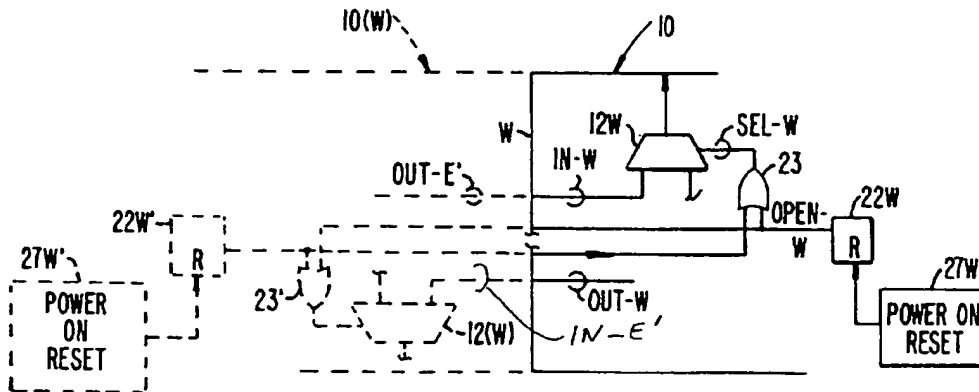 10(W)
10
W
12W
SEL-W
IN-W
23
OUT-E'
OPEN-
W
22W
R
22W'
R
27W'
POWER
ON
RESET
23'
12(W)
IN-E'
OUT-W
27W
POWER ON
RESET